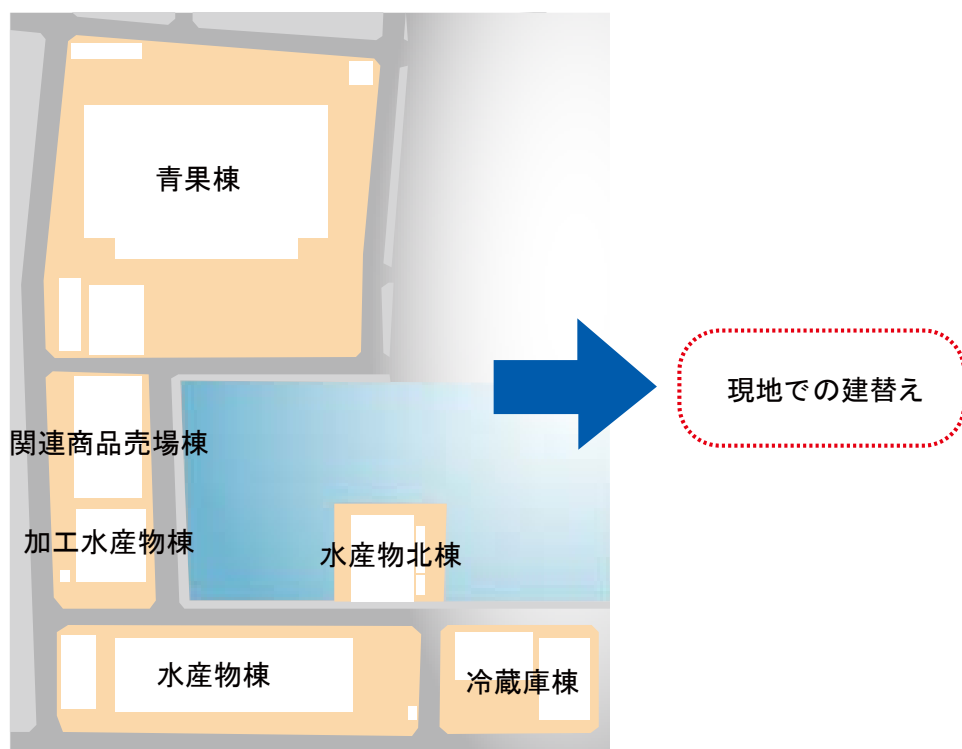 青果棟
現地での建替え
関連商品売場棟
加工水産物棟
水産物北棟
水産物棟
冷蔵庫棟